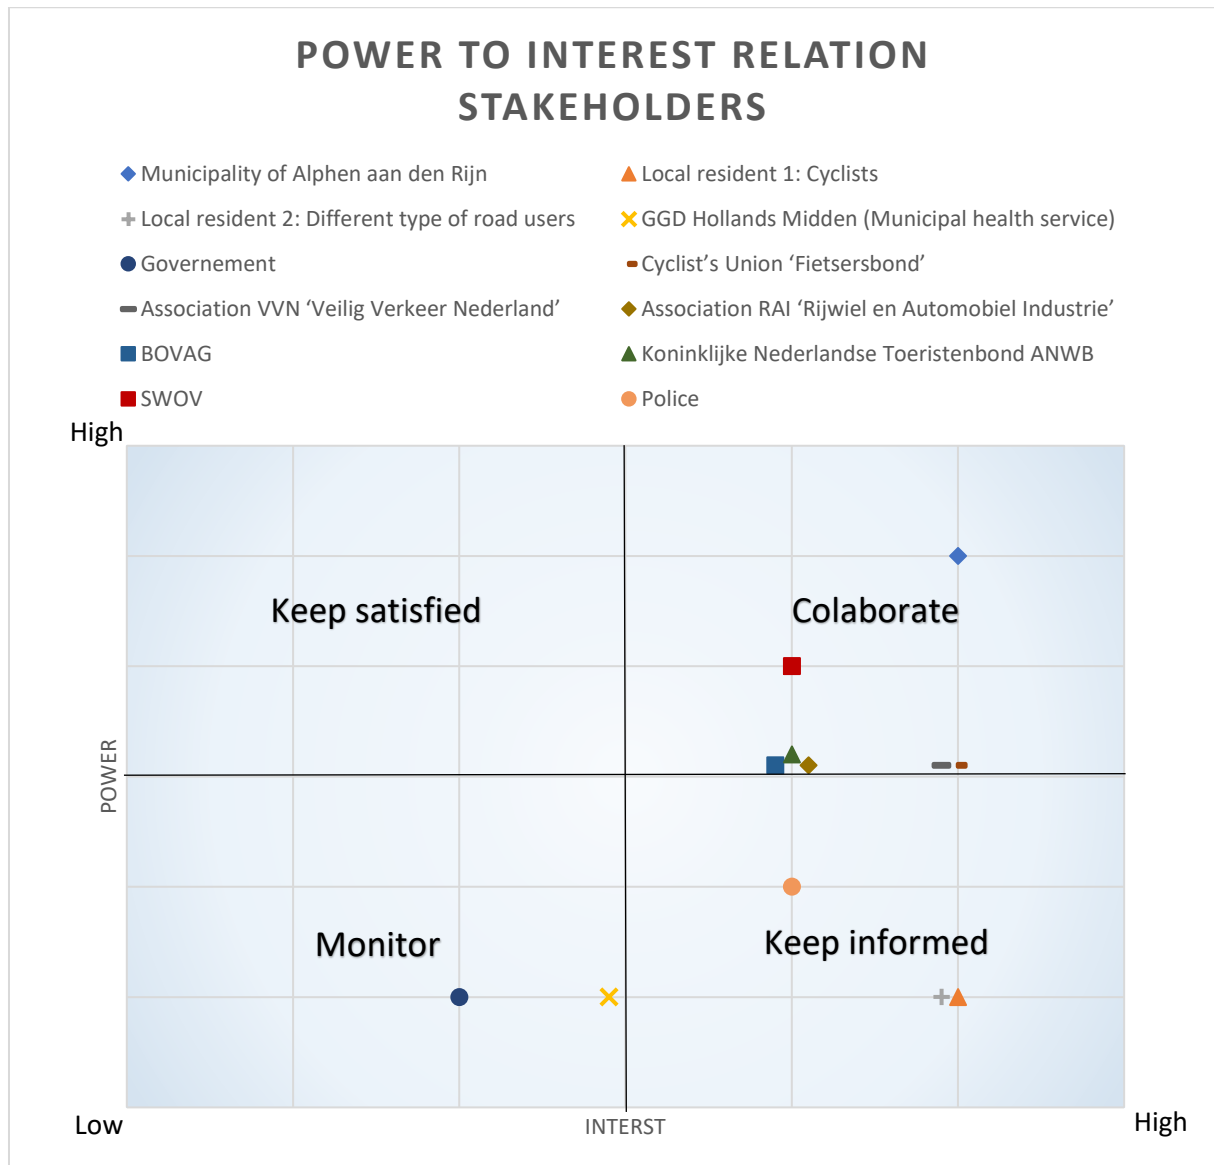 POWER TO INTEREST RELATION
STAKEHOLDERS
Municipality of Alphen aan den Rijn
Local resident 1: Cyclists
Local resident 2: Different type of road users
GGD Hollands Midden (Municipal health service)
Governement
Cyclist's Union ‘Fietsersbond’
Association VVN ‘Veilig Verkeer Nederland’
Association RAI ‘Rijwiel en Automobiel Industrie’
BOVAG
Koninklijke Nederlandse Toeristenbond ANWB
SWOV
Police
High
Keep satisfied
Colaborate
POWER
Monitor
Keep informed
Low
INTERST
High